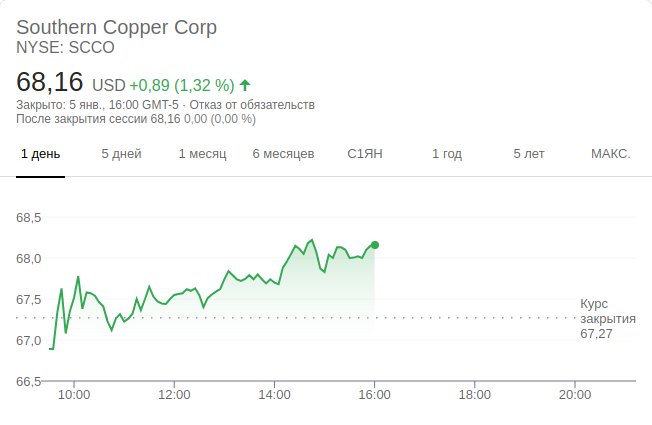 Southern Copper Corp
NYSE: SCCO
68,16 USD +0,89 (1,32 %)
Закрыто: 5 янв., 16:00 GMT-5 · Отказ от обязательств
После закрытия сессии 68,16 0,00 (0,00 %)
1 день 5 дней 1 месяц 6 месяцев С1ЯН 1 год 5 лет МАКС.
68,5
68,0
67,5
67,0
66,5
Курс
закрытия
67,27
10:00 12:00 14:00 16:00 18:00 20:00